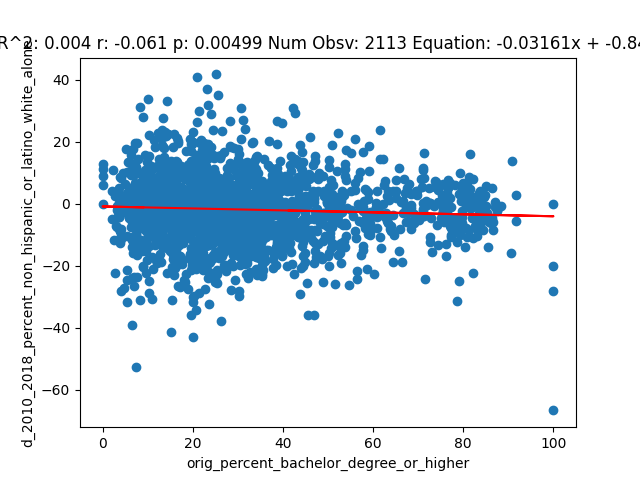 R^2: 0.004 r: -0.061 p: 0.00499 Num Obsv: 2113 Equation: -0.03161x + -0.84
d_2010_2018_percent_non_hispanic_or_latino_white_alone
40
20
0
−20
−40
−60
0 20 40 60 80 100
orig_percent_bachelor_degree_or_higher